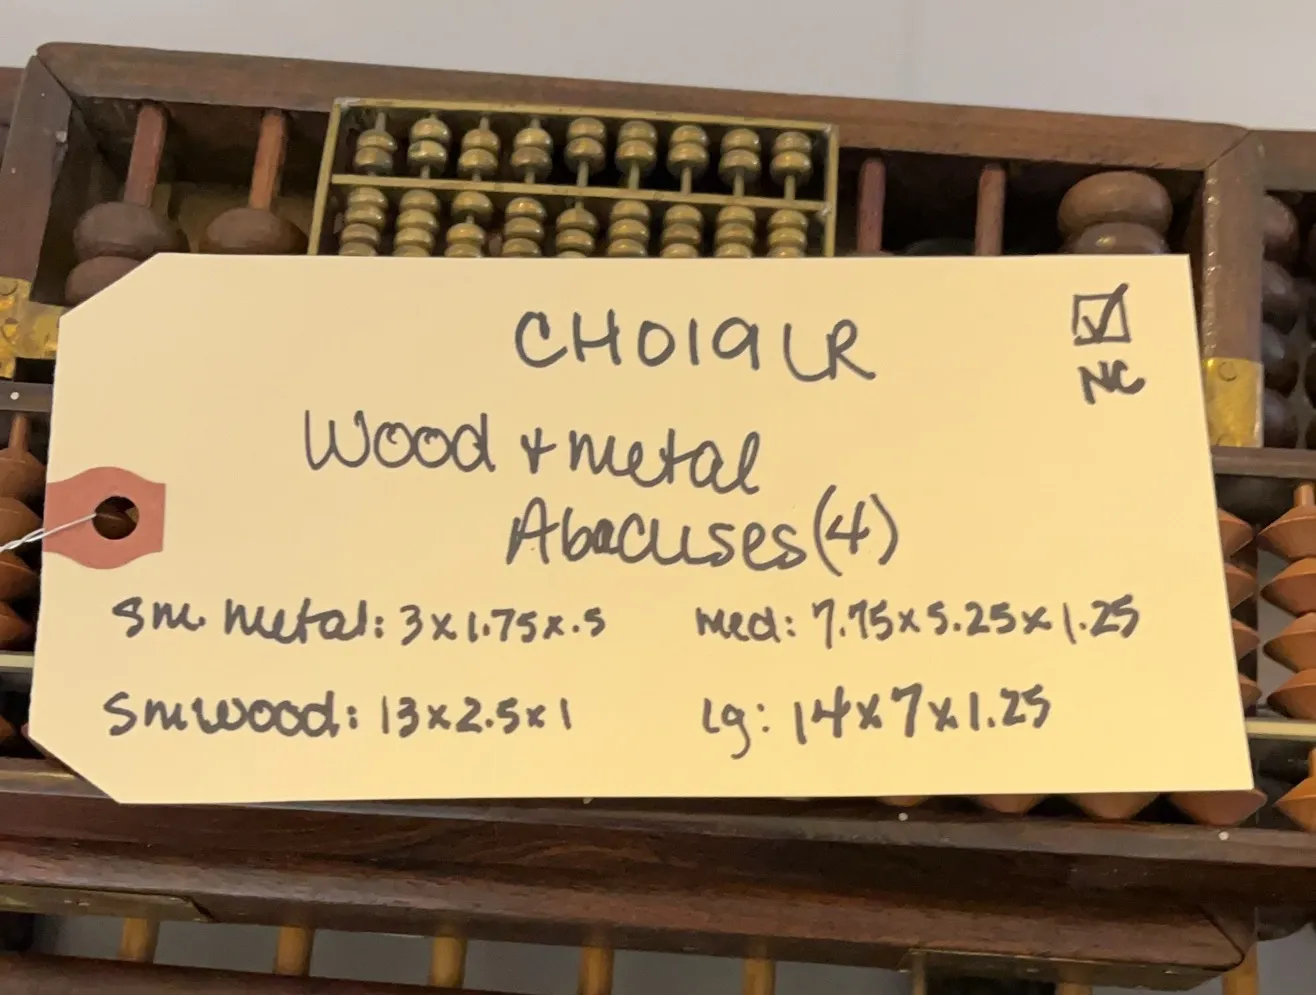 CH019LR
NC
Wood + metal
Abacuses (4)
Sm. metal: 3x1.75x.5
med: 7.75x5.25x1.25
Sm wood: 13x2.5x1
Lg: 14x7x1.25